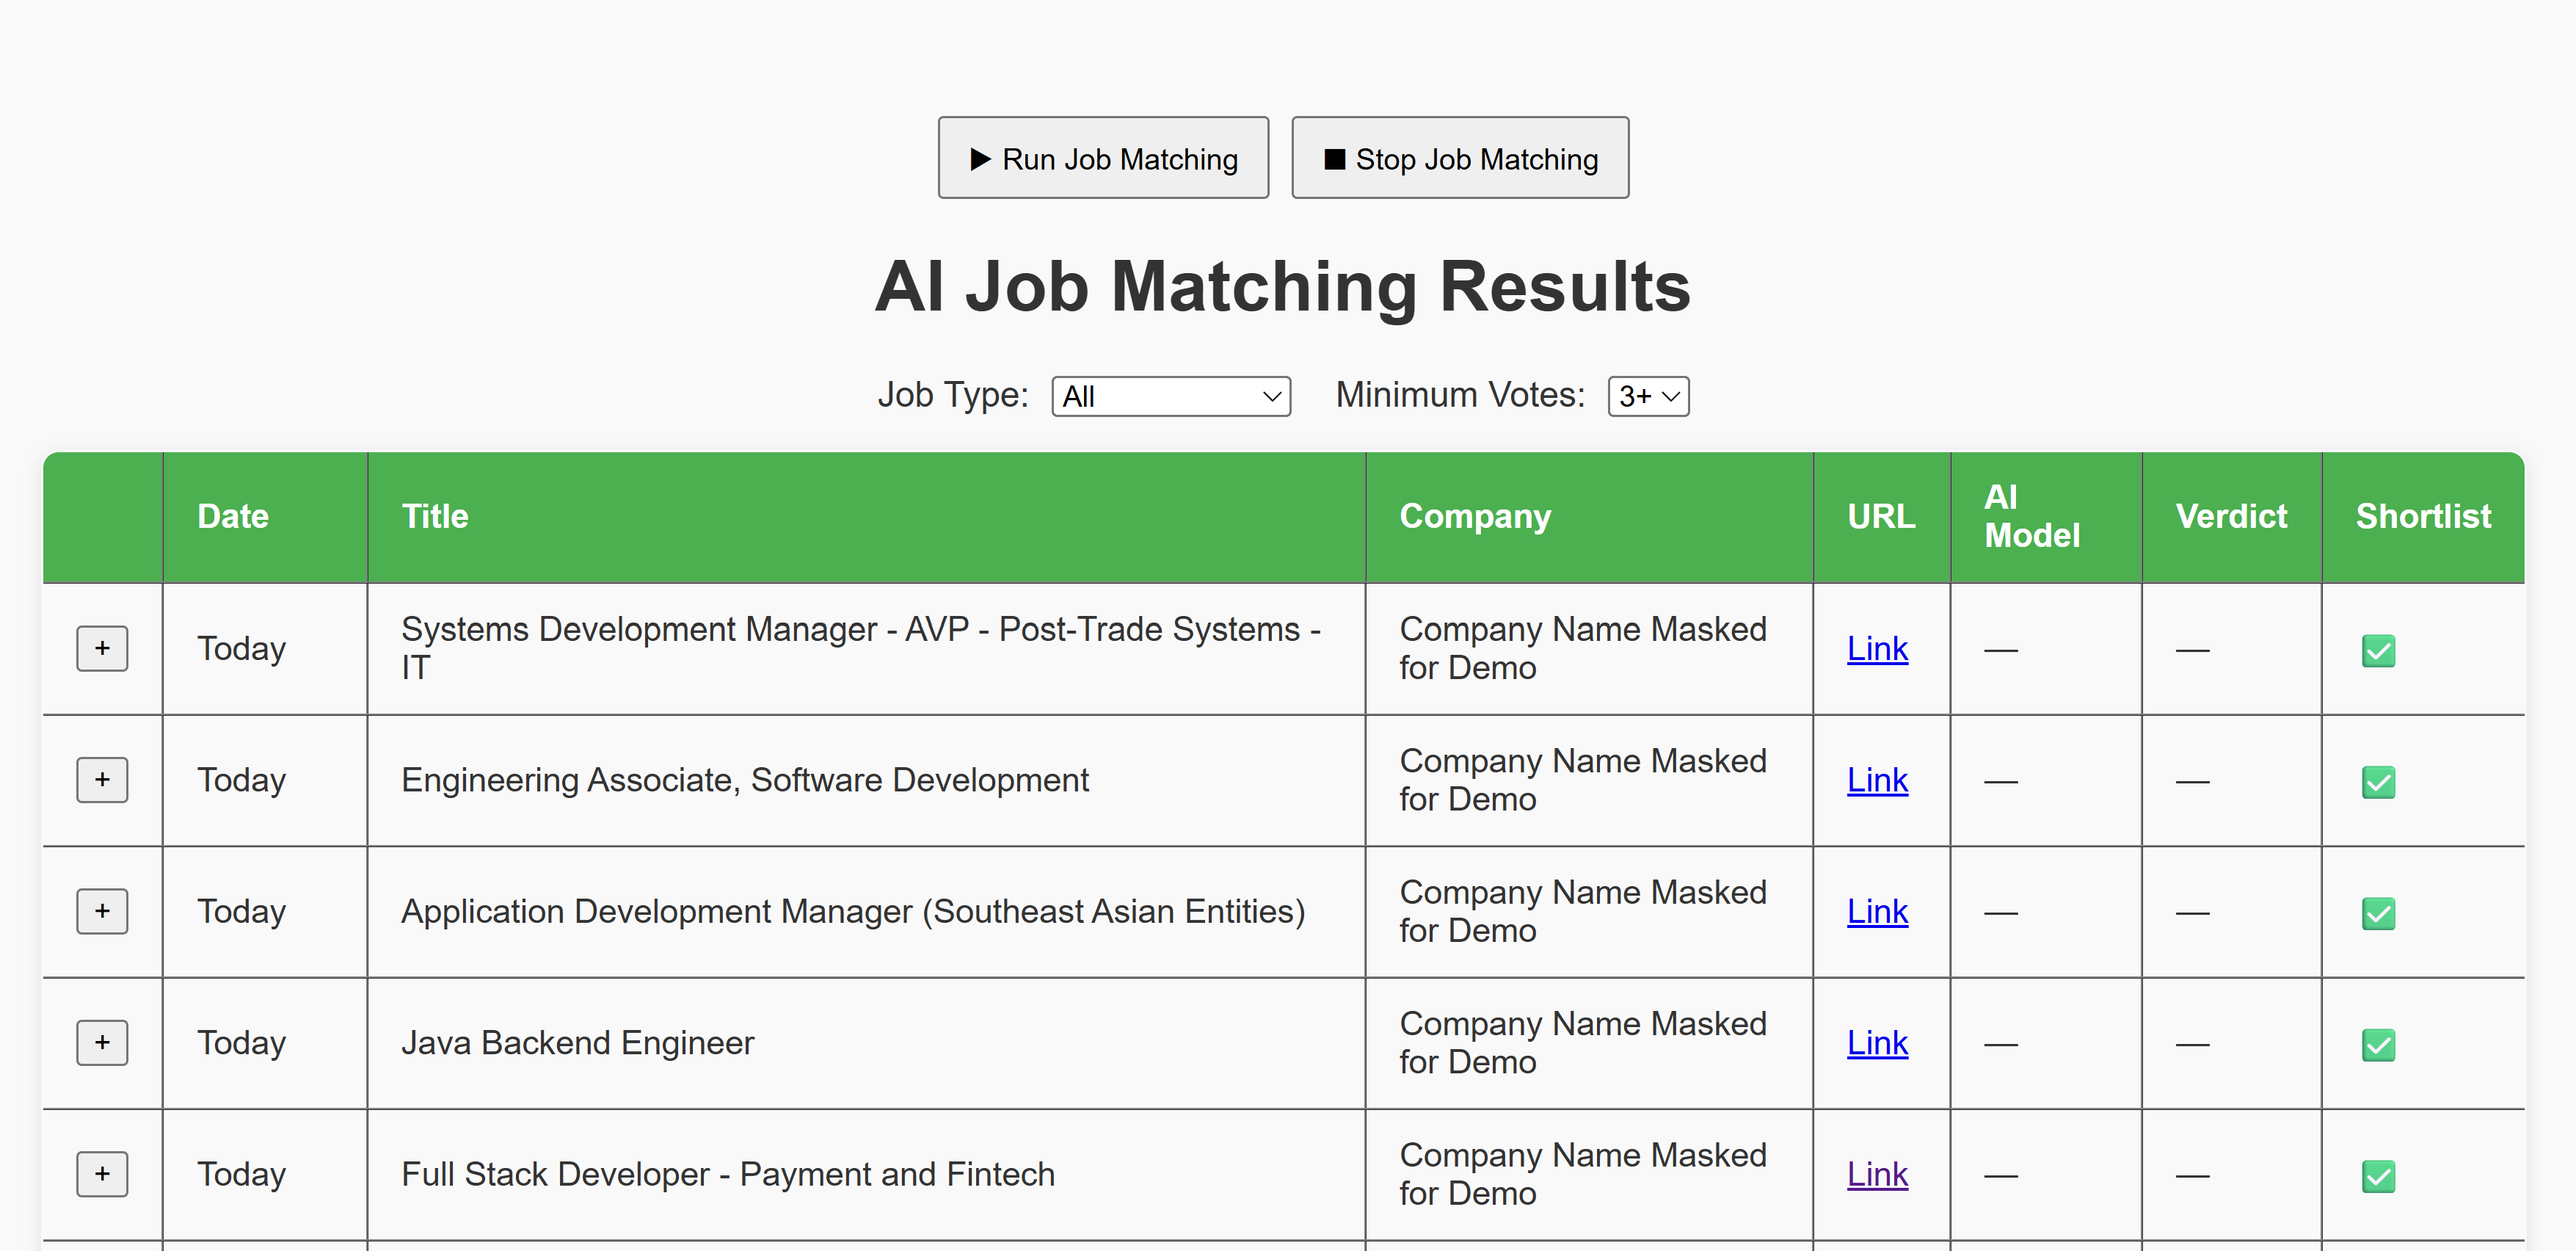 ▶ Run Job Matching
■ Stop Job Matching
AI Job Matching Results
Job Type: All
Minimum Votes: 3+
Date
Title
Company
URL
AI
Model
Verdict
Shortlist
+
Today
Systems Development Manager - AVP - Post-Trade Systems -
IT
Company Name Masked
for Demo
Link
—
—
✅
+
Today
Engineering Associate, Software Development
Company Name Masked
for Demo
Link
—
—
✅
+
Today
Application Development Manager (Southeast Asian Entities)
Company Name Masked
for Demo
Link
—
—
✅
+
Today
Java Backend Engineer
Company Name Masked
for Demo
Link
—
—
✅
+
Today
Full Stack Developer - Payment and Fintech
Company Name Masked
for Demo
Link
—
—
✅